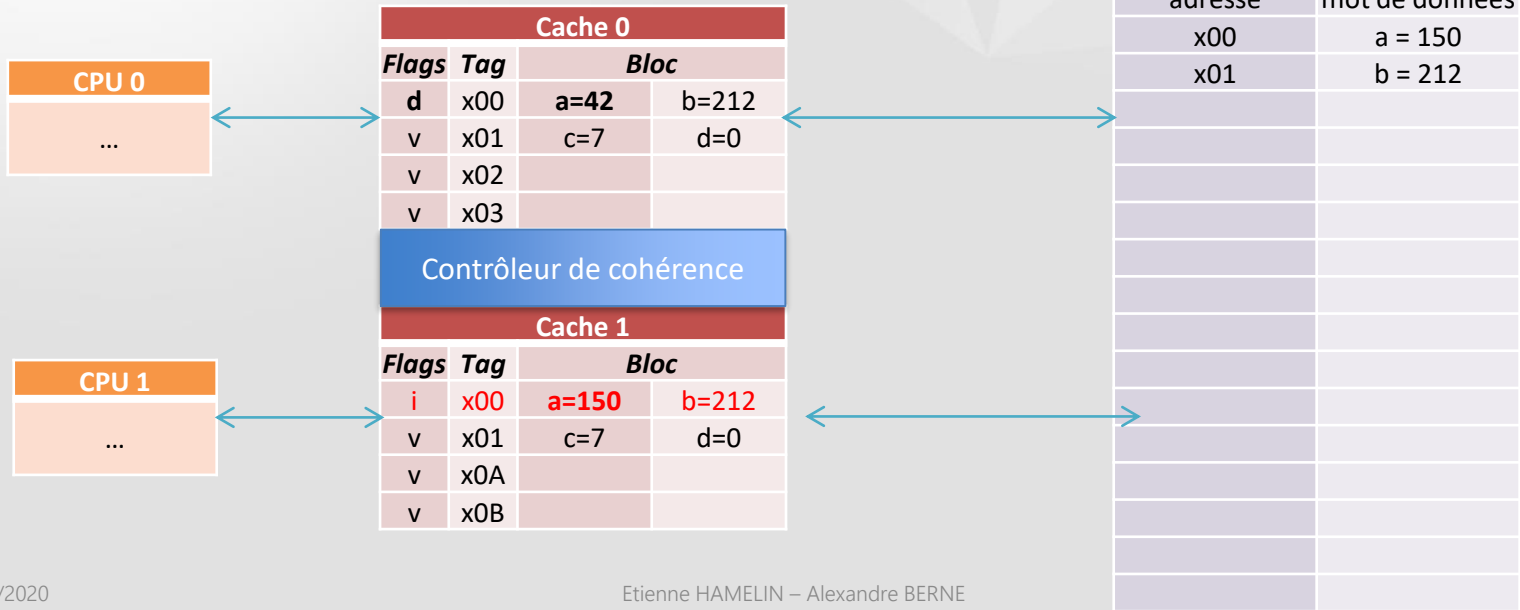 adresse mot de données
Cache 0
x00 a = 150
Flags Tag Bloc
x01 b = 212
CPU 0
d x00 a=42 b=212
...
v x01 c=7 d=0
v x02
v x03
Contrôleur de cohérence
Cache 1
Flags Tag Bloc
CPU 1
i x00 a=150 b=212
...
v x01 c=7 d=0
v x0A
v x0B
/2020
Etienne HAMELIN – Alexandre BERNE